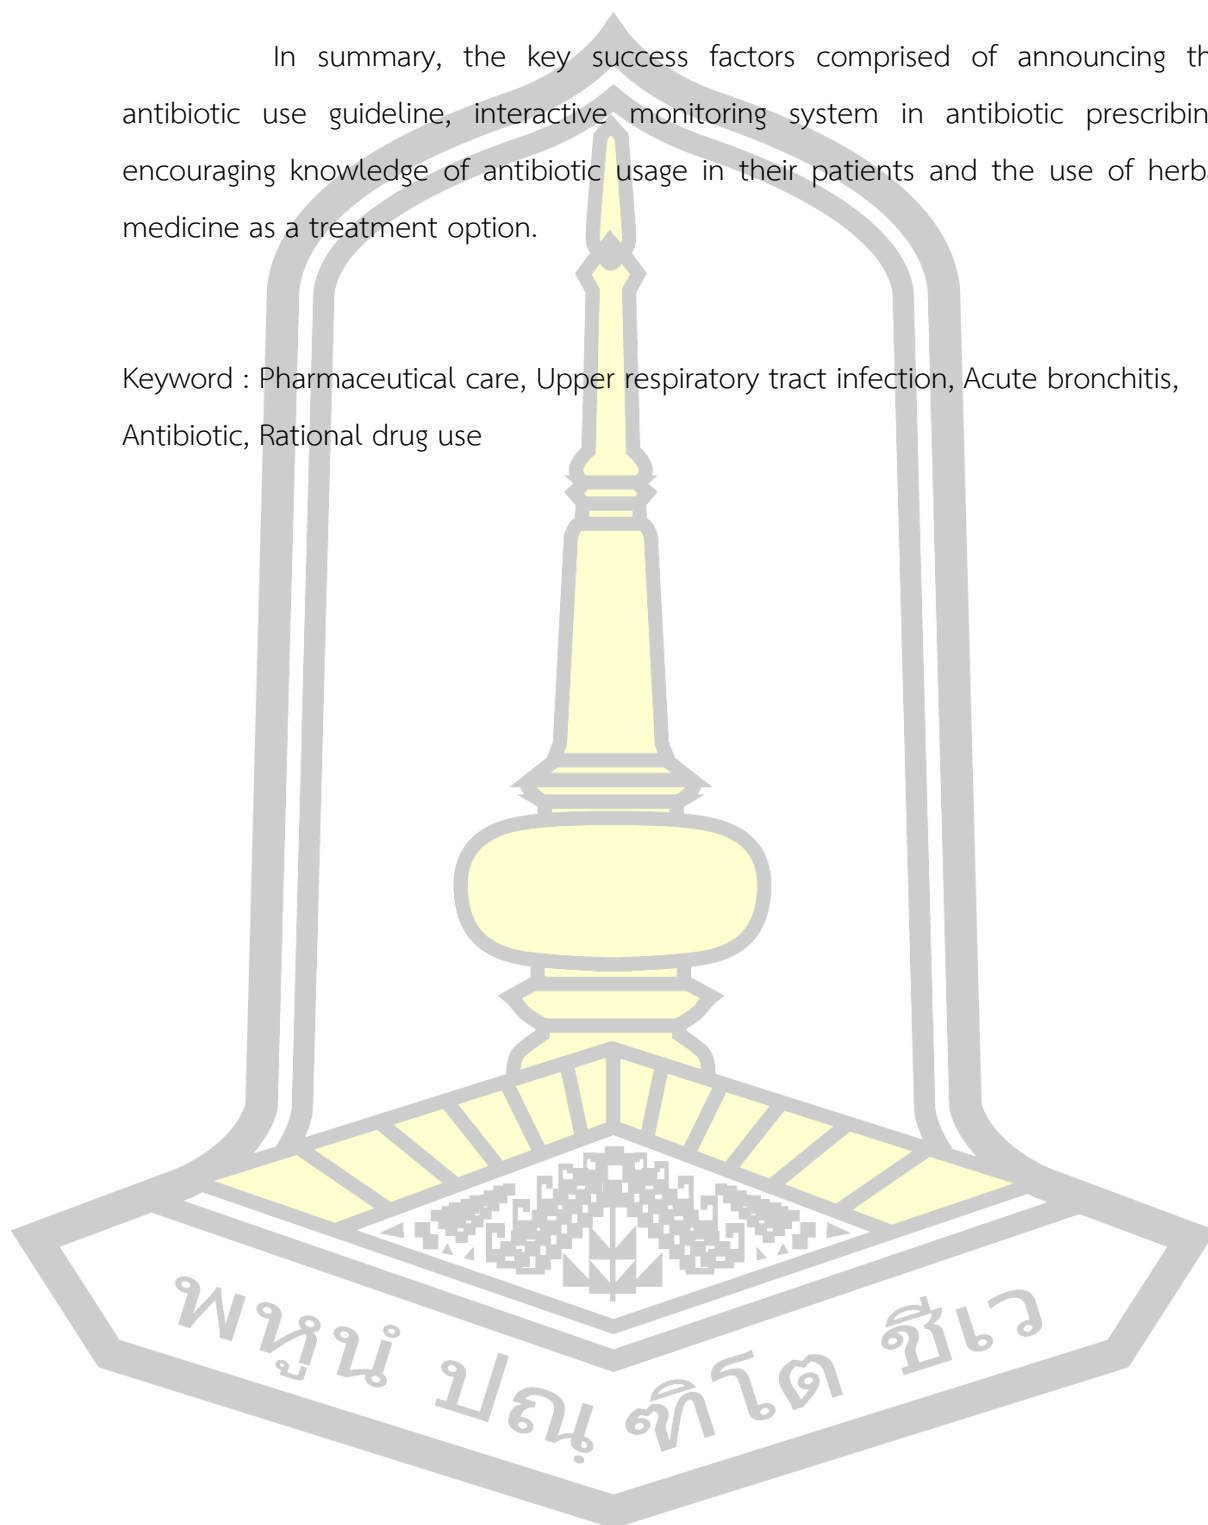 In summary, the key success factors comprised of announcing th
antibiotic use guideline, interactive monitoring system in antibiotic prescribin
encouraging knowledge of antibiotic usage in their patients and the use of herb
medicine as a treatment option.
Keyword : Pharmaceutical care, Upper respiratory tract infection, Acute bronchitis,
Antibiotic, Rational drug use
พหูนํ ปณฺฑิโต ชีเว